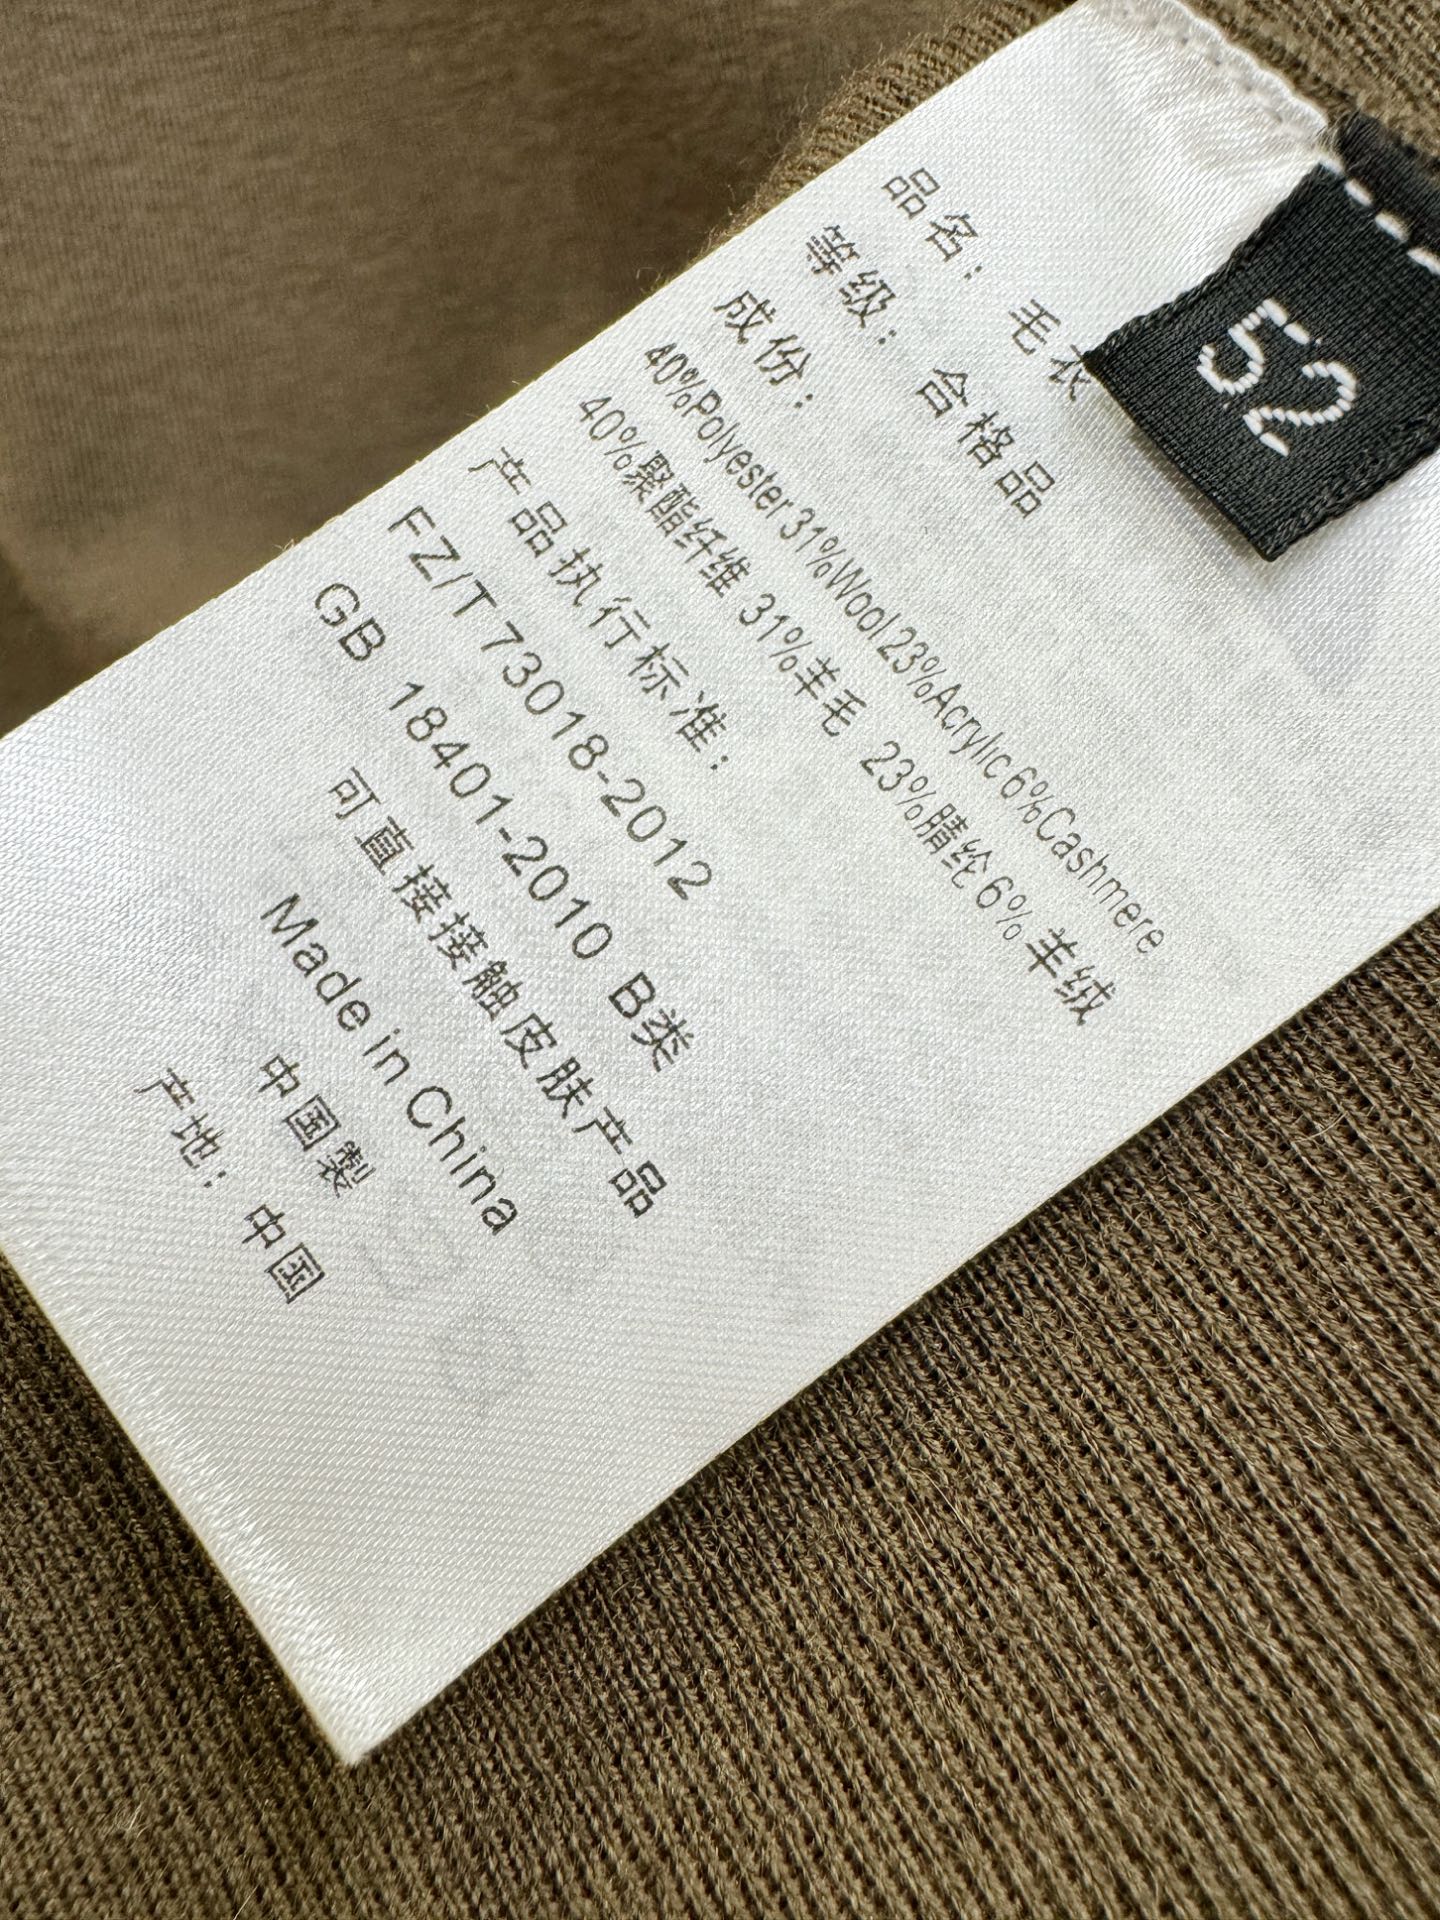 52
品名：毛衣
等级：合格品
成份：
40%Polyester 31%Wool 23%Acrylic 6%Cashmere
40%聚酯纤维 31%羊毛 23%腈纶 6%羊绒
产品执行标准：
FZ/T 73018-2012
GB 18401-2010 B类
可直接接触皮肤产品
Made in China
中国製
产地：中国